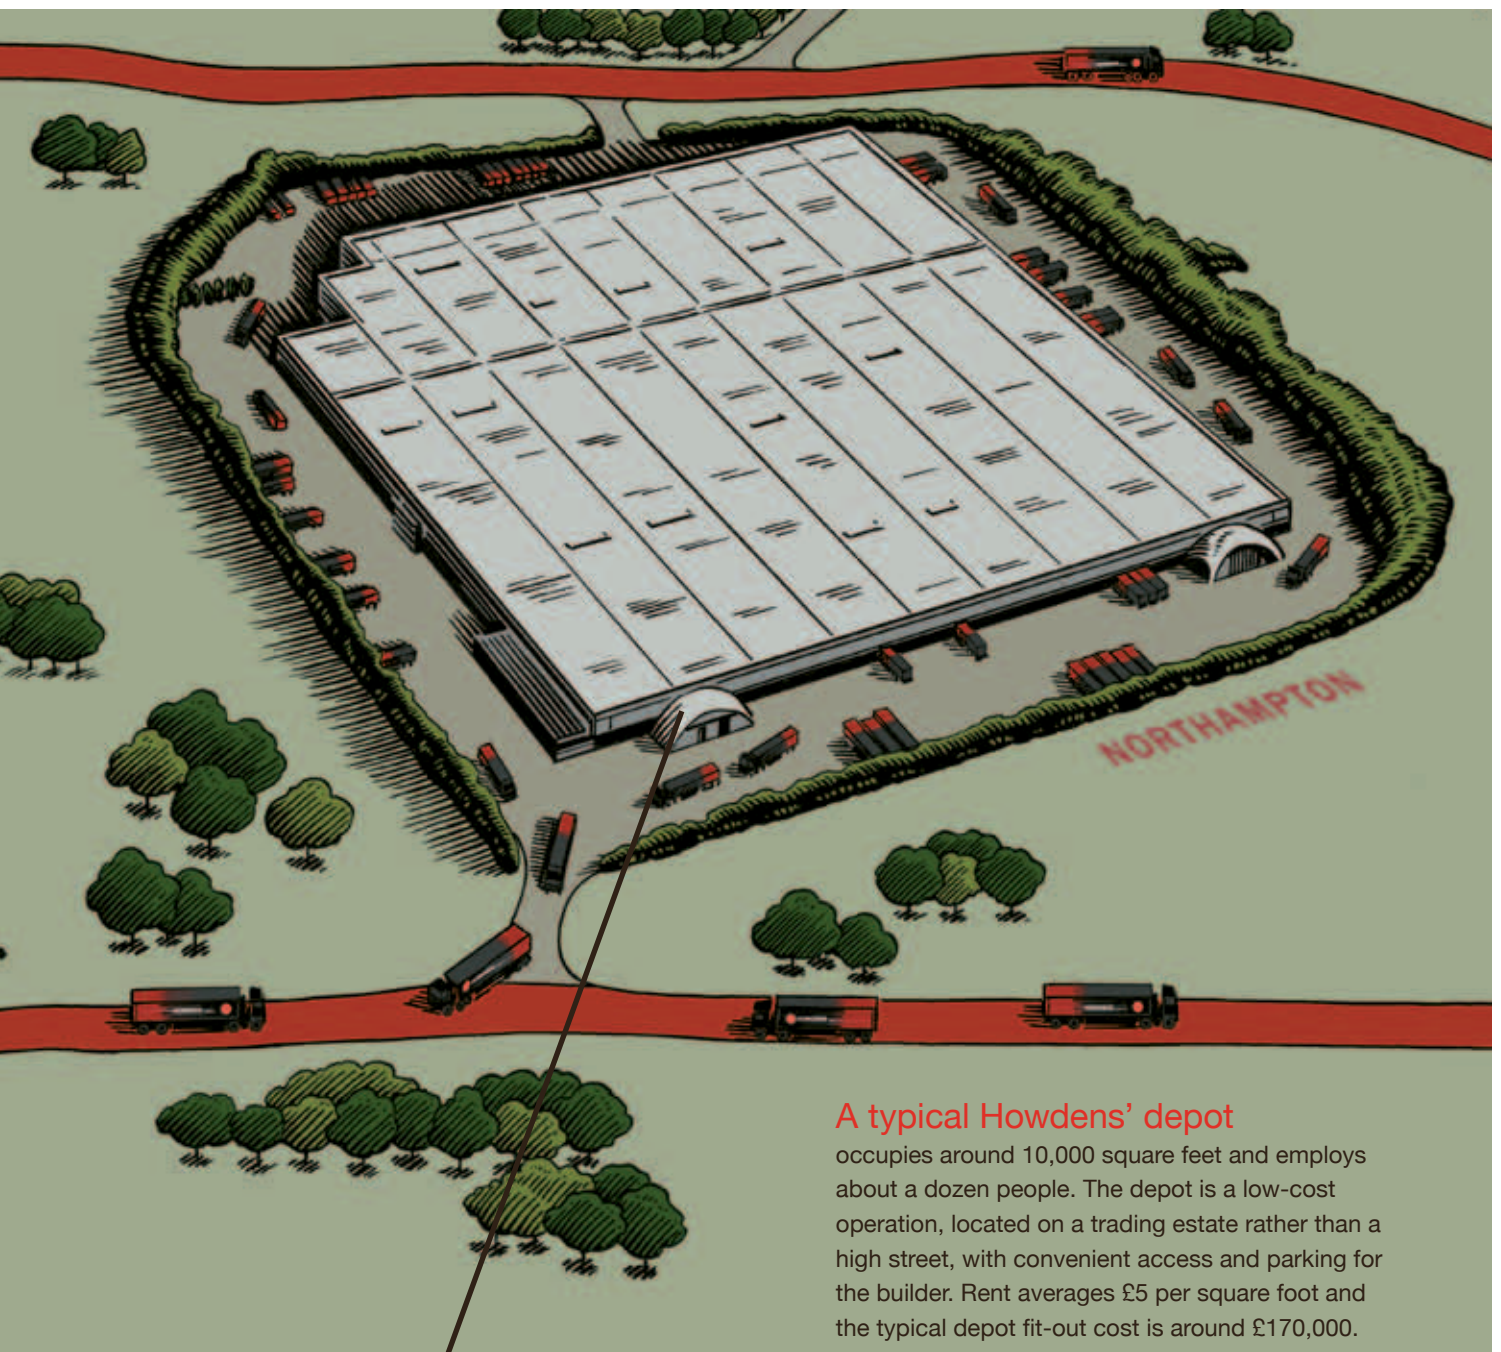 NORTHAMPTON
A typical Howdens’ depot
occupies around 10,000 square feet and employs
about a dozen people. The depot is a low-cost
operation, located on a trading estate rather than a
high street, with convenient access and parking for
the builder. Rent averages £5 per square foot and
the typical depot fit-out cost is around £170,000.